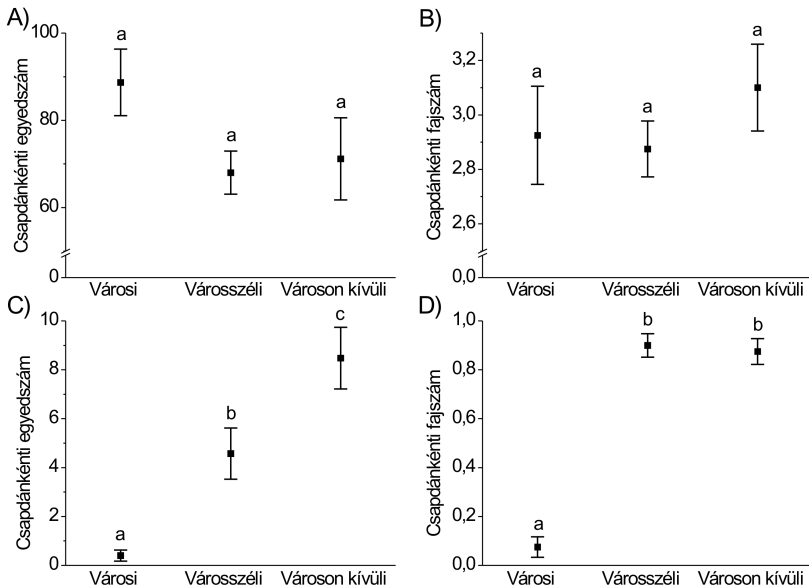 A)
Csapdánkénti egyedszám
100
80
60
0
a
a
a
Városi
Városszéli
Városon kívüli
B)
Csapdánkénti fajszám
3,2
3,0
2,8
2,6
0,0
a
a
a
Városi
Városszéli
Városon kívüli
C)
Csapdánkénti egyedszám
10
8
6
4
2
0
a
b
c
Városi
Városszéli
Városon kívüli
D)
Csapdánkénti fajszám
1,0
0,8
0,6
0,4
0,2
0,0
a
b
b
Városi
Városszéli
Városon kívüli